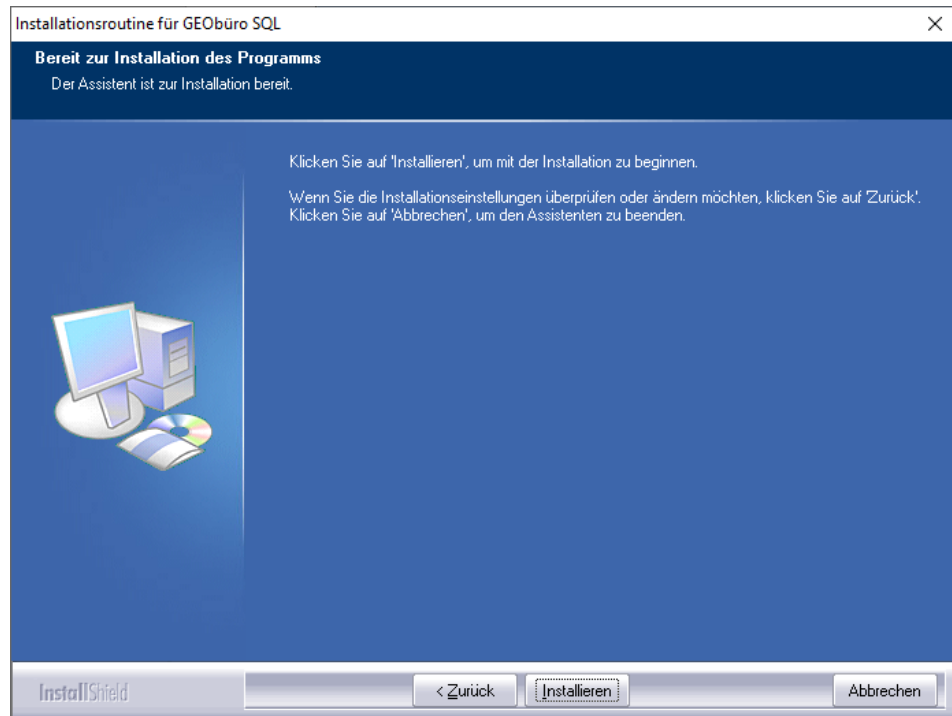 Installationsroutine für GEObüro SQL
Bereit zur Installation des Programms
Der Assistent ist zur Installation bereit.
Klicken Sie auf 'Installieren', um mit der Installation zu beginnen.
Wenn Sie die Installationseinstellungen überprüfen oder ändern möchten, klicken Sie auf 'Zurück'.
Klicken Sie auf 'Abbrechen', um den Assistenten zu beenden.
InstallShield
< Zurück
Installieren
Abbrechen